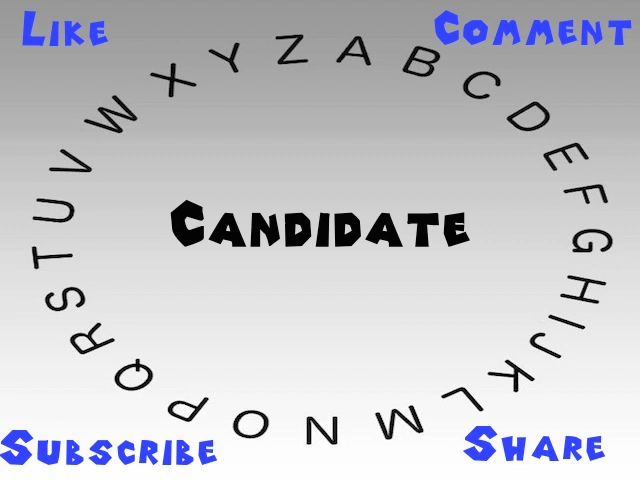 Like
Comment
A B C D E F G H I J K L M N O P Q R S T U V W X Y Z
Candidate
Subscribe
Share